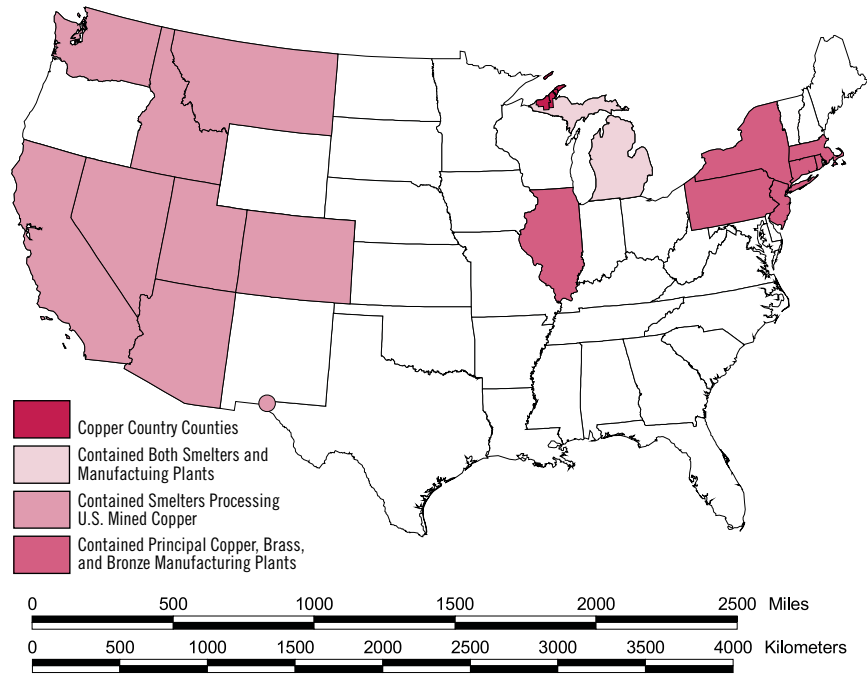 Copper Country Counties
Contained Both Smelters and
Manufactuing Plants
Contained Smelters Processing
U.S. Mined Copper
Contained Principal Copper, Brass,
and Bronze Manufacturing Plants
0 500 1000 1500 2000 2500 Miles
0 500 1000 1500 2000 2500 3000 3500 4000 Kilometers